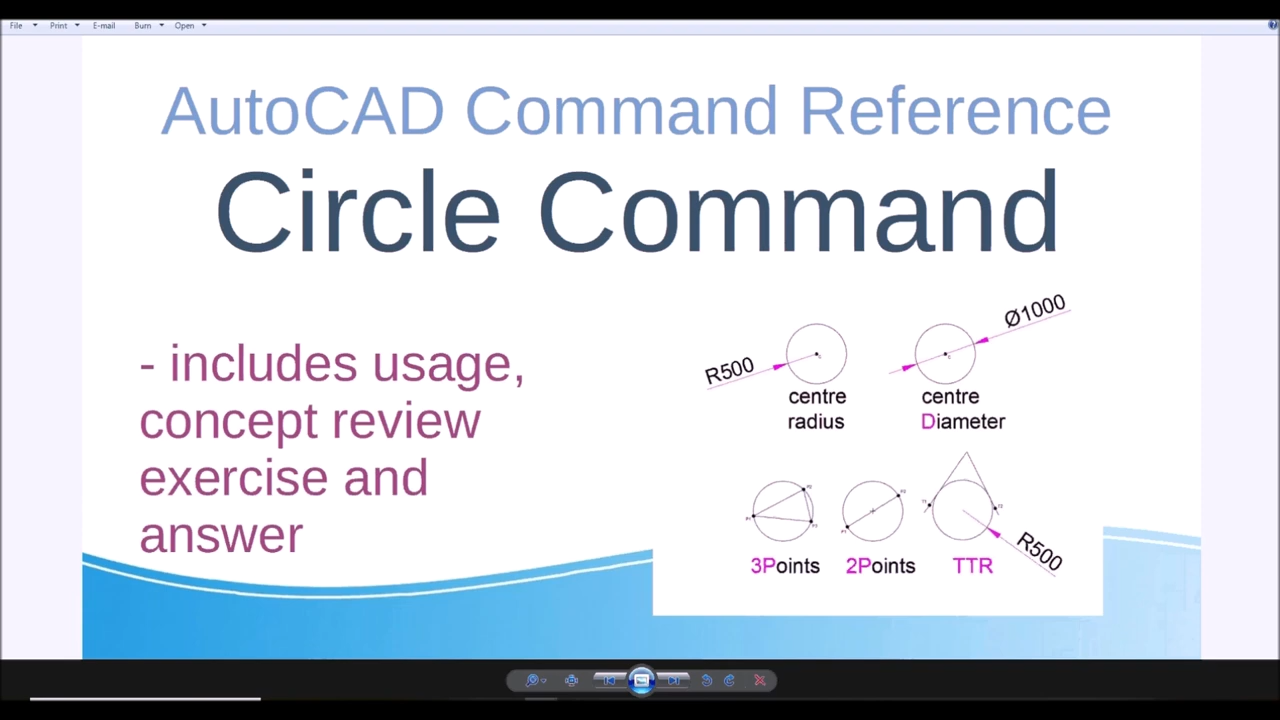 File Print E-mail Burn Open
AutoCAD Command Reference
Circle Command
- includes usage,
concept review
exercise and
answer
R500
Ø1000
centre
radius
centre
Diameter
3Points
2Points
TTR
R500